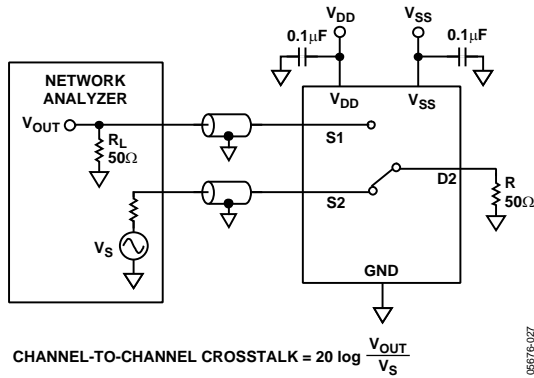 VDD
VSS
0.1μF
0.1μF
NETWORK
ANALYZER
VDD
VSS
VOUT
RL
50Ω
S1
S2
D2
R
50Ω
VS
GND
CHANNEL-TO-CHANNEL CROSSTALK = 20 log VOUT
VS
05676-027